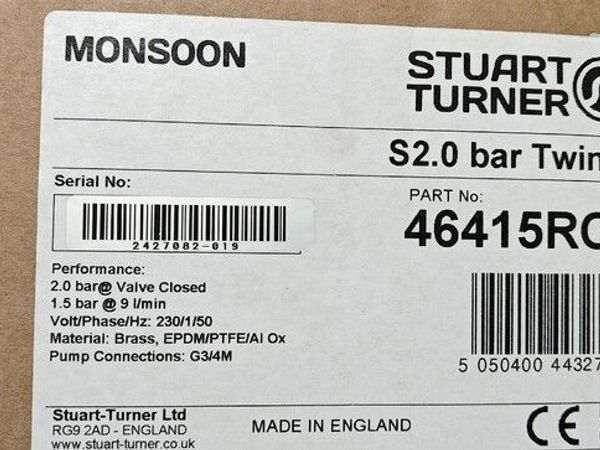 MONSOON
STUART
TURNER
S2.0 bar Twin
Serial No:
2427082-019
PART No:
46415RC
Performance:
2.0 bar@ Valve Closed
1.5 bar @ 9 l/min
Volt/Phase/Hz: 230/1/50
Material: Brass, EPDM/PTFE/Al Ox
Pump Connections: G3/4M
5 050400 44327
Stuart-Turner Ltd
RG9 2AD - ENGLAND
www.stuart-turner.co.uk
MADE IN ENGLAND
CE